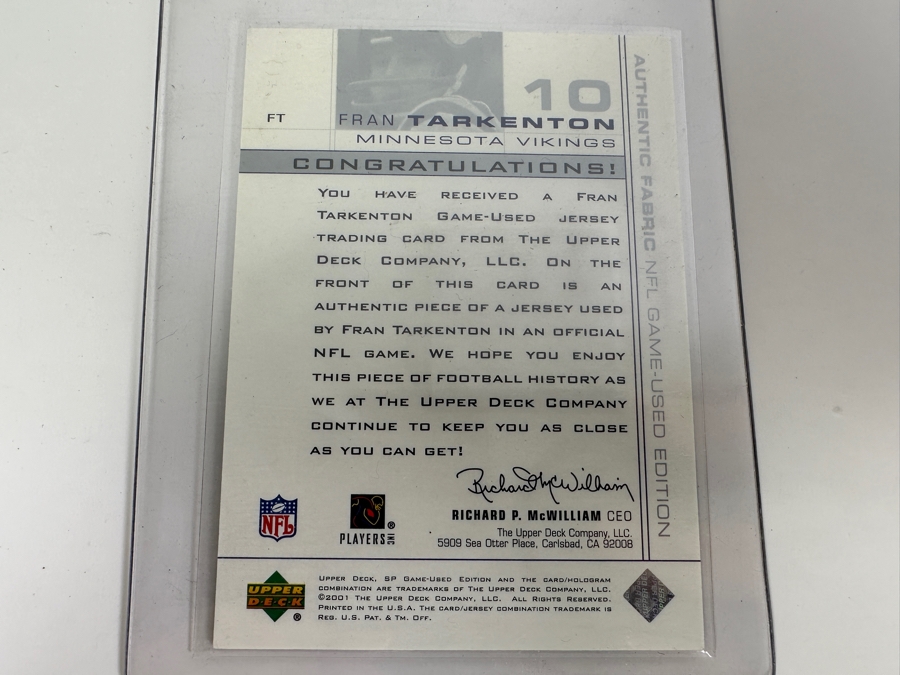 10
FT
FRAN TARKENTON
MINNESOTA VIKINGS
CONGRATULATIONS!
YOU HAVE RECEIVED A FRAN
TARKENTON GAME-USED JERSEY
TRADING CARD FROM THE UPPER
DECK COMPANY, LLC. ON THE
FRONT OF THIS CARD IS AN
AUTHENTIC PIECE OF A JERSEY USED
BY FRAN TARKENTON IN AN OFFICIAL
NFL GAME. WE HOPE YOU ENJOY
THIS PIECE OF FOOTBALL HISTORY AS
WE AT THE UPPER DECK COMPANY
CONTINUE TO KEEP YOU AS CLOSE
AS YOU CAN GET!
Richard McWilliam
RICHARD P. McWILLIAM CEO
The Upper Deck Company, LLC.
5909 Sea Otter Place, Carlsbad, CA 92008
NFL
PLAYERS INC ®
UPPER DECK ®
UPPER DECK, SP GAME-USED EDITION AND THE CARD/HOLOGRAM
COMBINATION ARE TRADEMARKS OF THE UPPER DECK COMPANY, LLC.
©2001 THE UPPER DECK COMPANY, LLC. ALL RIGHTS RESERVED.
PRINTED IN THE U.S.A. THE CARD/JERSEY COMBINATION TRADEMARK IS
REG. U.S. PAT. & TM. OFF.
AUTHENTIC FABRIC NFL GAME-USED EDITION